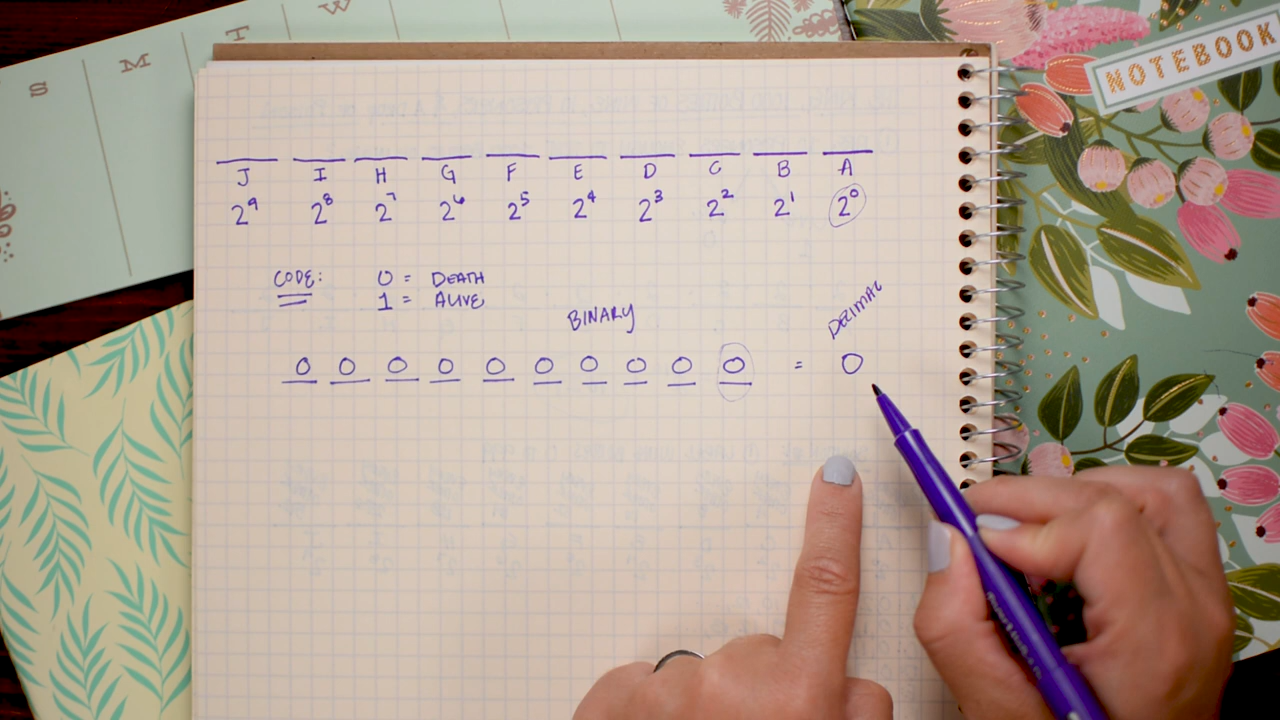 S M T W
NOTEBOOK
J I H G F E D C B A
2⁹ 2⁸ 2⁷ 2⁶ 2⁵ 2⁴ 2³ 2² 2¹ 2⁰
CODE: 0 = DEATH
1 = ALIVE
BINARY DECIMAL
0 0 0 0 0 0 0 0 0 0 = 0